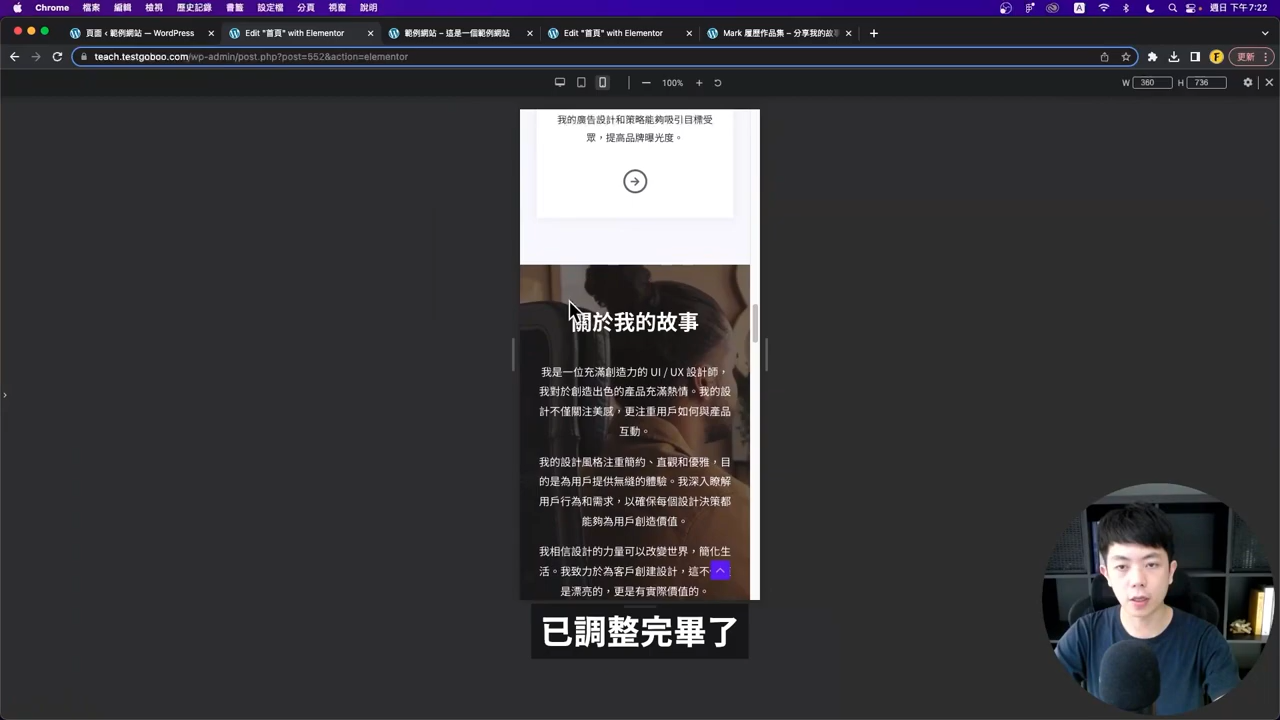 Chrome 檔案 編輯 檢視 歷史記錄 書籤 設定檔 分頁 視窗 說明 A 週日 下午7:22
頁面 ‹ 範例網站 — WordPress
Edit "首頁" with Elementor
範例網站 – 這是一個範例網站
Edit "首頁" with Elementor
Mark 履歷作品集 – 分享我的故事
teach.testgoboo.com/wp-admin/post.php?post=552&action=elementor
更新
100%
W 360 H 736
我的廣告設計和策略能夠吸引目標受
眾，提高品牌曝光度。
關於我的故事
我是一位充滿創造力的 UI / UX 設計師，
我對於創造出色的產品充滿熱情。我的設
計不僅關注美感，更注重用戶如何與產品
互動。
我的設計風格注重簡約、直觀和優雅，目
的是為用戶提供無縫的體驗。我深入瞭解
用戶行為和需求，以確保每個設計決策都
能夠為用戶創造價值。
我相信設計的力量可以改變世界，簡化生
活。我致力於為客戶創建設計，這不
是漂亮的，更是有實際價值的。
已調整完畢了